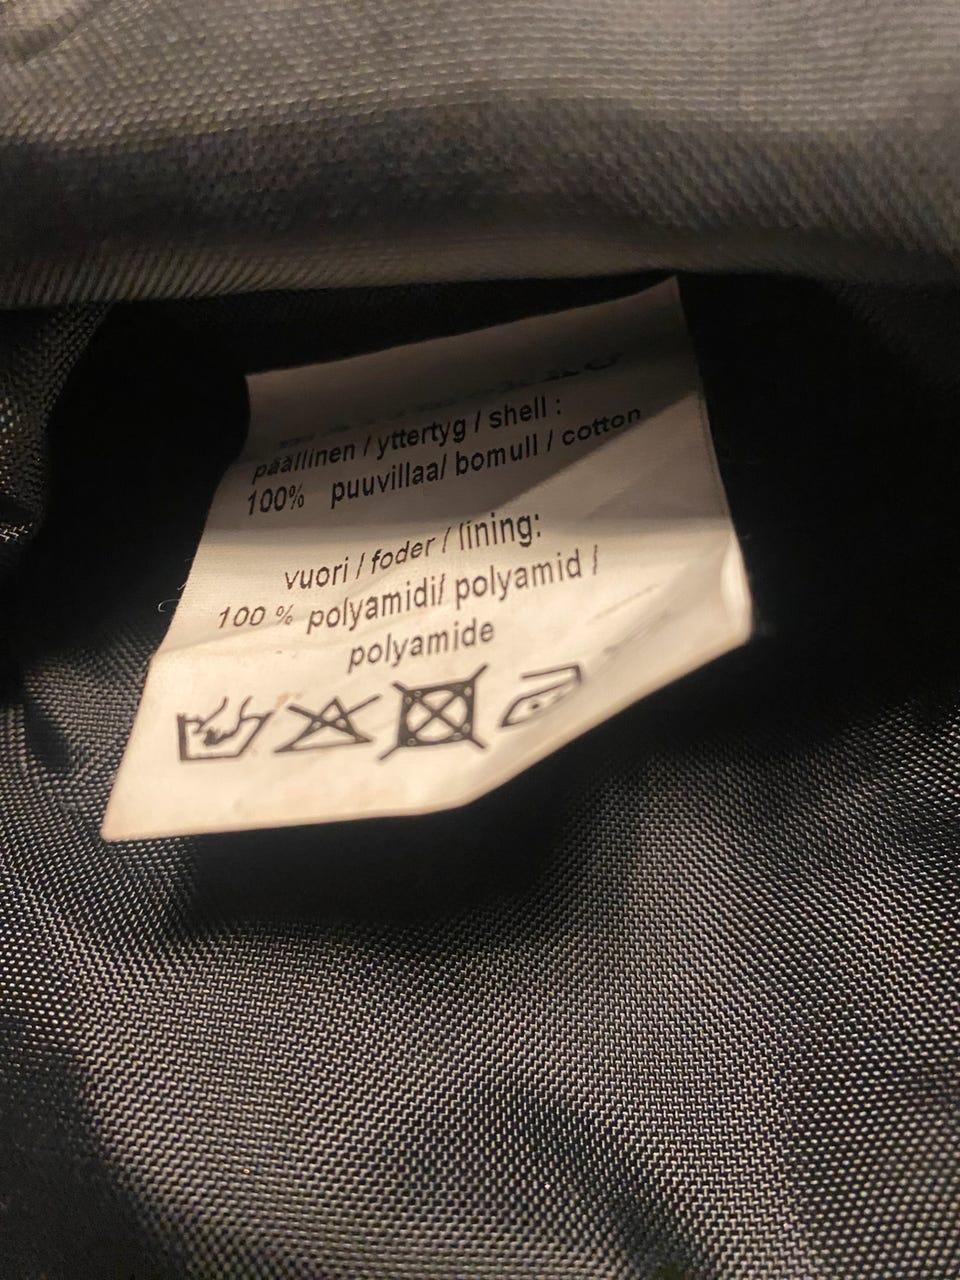 päällinen / yttertyg / shell :
100% puuvillaa/ bomull / cotton
vuori / foder / lining:
100 % polyamidi/ polyamid /
polyamide